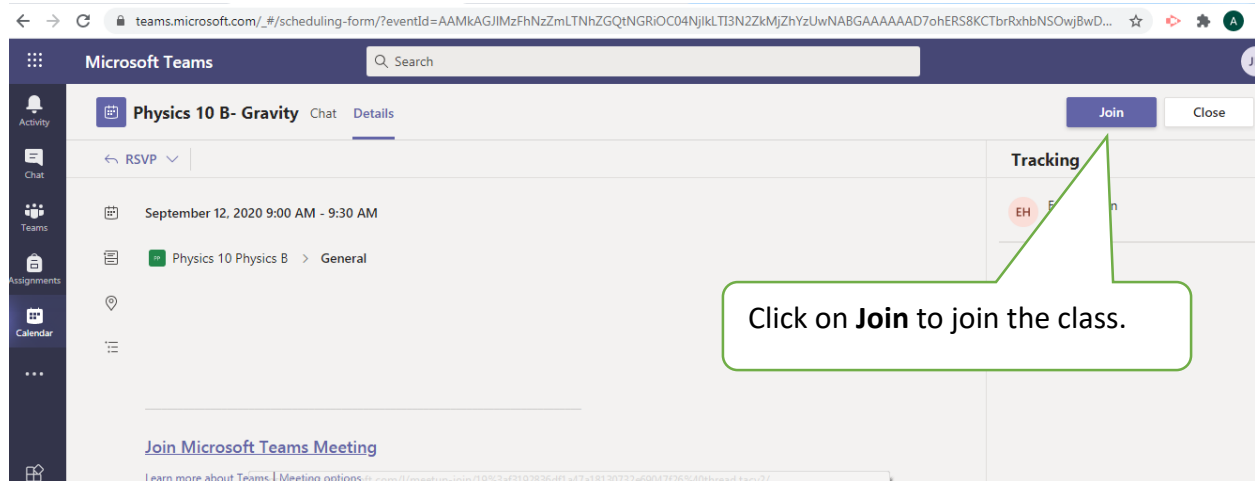 teams.microsoft.com/_#/scheduling-form/?eventId=AAMkAGJlMzFhNzZmLTNhZGQtNGRiOC04NjlkLTI3N2ZkMjZhYzUwNABGAAAAAAD7ohERS8KCTbrRxhbNSOwjBwD...
A
Microsoft Teams
Search
J
Activity
Physics 10 B- Gravity Chat Details
Join Close
RSVP
Tracking
Chat
September 12, 2020 9:00 AM - 9:30 AM
EH
Teams
Physics 10 Physics B > General
Assignments
Click on Join to join the class.
Calendar
Join Microsoft Teams Meeting
Learn more about Teams | Meeting options